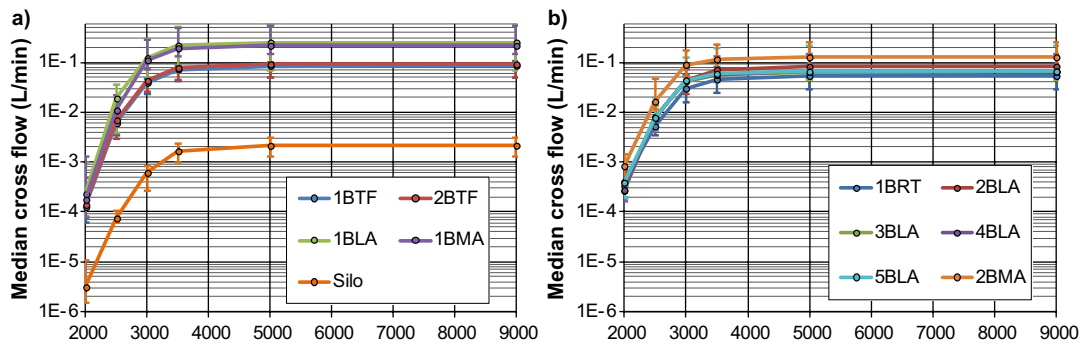 a)
Median cross flow (L/min)
1E-1
1E-2
1E-3
1E-4
1E-5
1E-6
2000 3000 4000 5000 6000 7000 8000 9000
1BTF 2BTF
1BLA 1BMA
Silo
b)
Median cross flow (L/min)
1E-1
1E-2
1E-3
1E-4
1E-5
1E-6
2000 3000 4000 5000 6000 7000 8000 9000
1BRT 2BLA
3BLA 4BLA
5BLA 2BMA